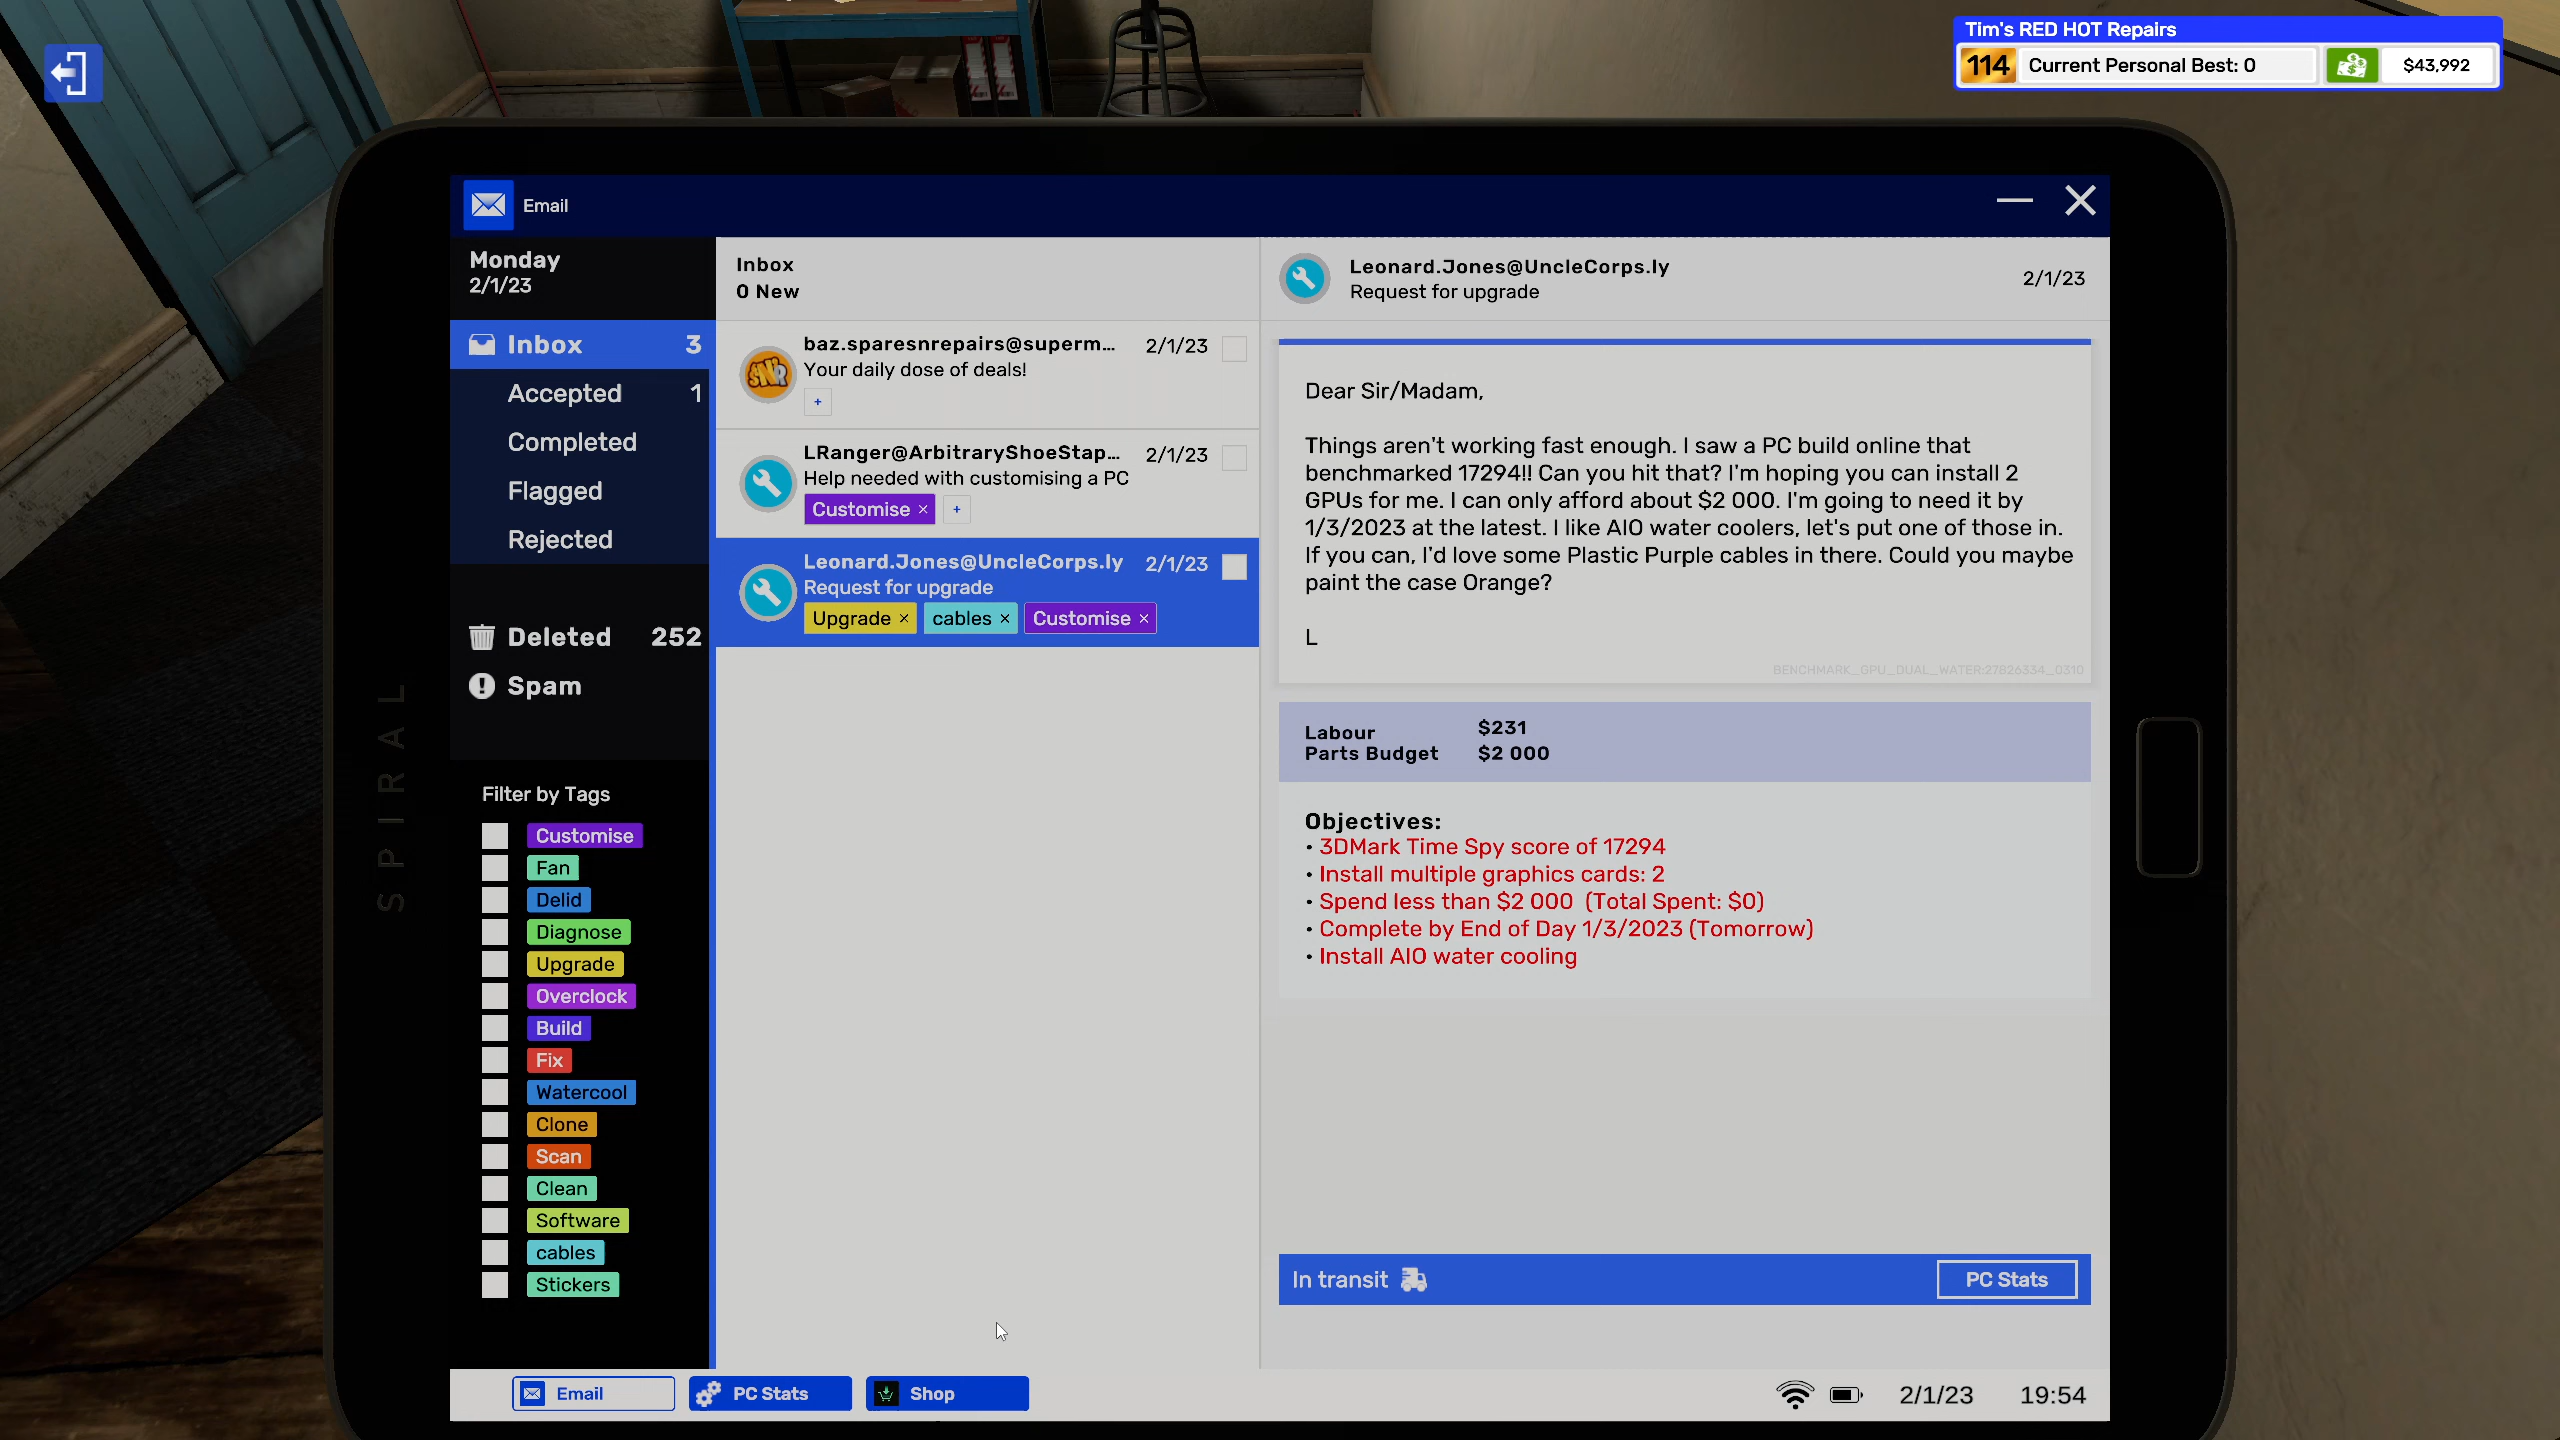 Tim's RED HOT Repairs
114
Current Personal Best: 0
$43,992
Email
Monday
2/1/23
Inbox 3
Accepted 1
Completed
Flagged
Rejected
Deleted 252
Spam
Filter by Tags
Customise
Fan
Delid
Diagnose
Upgrade
Overclock
Build
Fix
Watercool
Clone
Scan
Clean
Software
cables
Stickers
Inbox
0 New
baz.sparesnrepairs@superm... 2/1/23
SNR
Your daily dose of deals!
+
LRanger@ArbitraryShoeStap... 2/1/23
Help needed with customising a PC
Customise × +
Leonard.Jones@UncleCorps.ly 2/1/23
Request for upgrade
Upgrade × cables × Customise ×
Leonard.Jones@UncleCorps.ly
Request for upgrade
2/1/23
Dear Sir/Madam,
Things aren't working fast enough. I saw a PC build online that
benchmarked 17294!! Can you hit that? I'm hoping you can install 2
GPUs for me. I can only afford about $2 000. I'm going to need it by
1/3/2023 at the latest. I like AIO water coolers, let's put one of those in.
If you can, I'd love some Plastic Purple cables in there. Could you maybe
paint the case Orange?
L
BENCHMARK_GPU_DUAL_WATER:27826334_0310
Labour $231
Parts Budget $2 000
Objectives:
• 3DMark Time Spy score of 17294
• Install multiple graphics cards: 2
• Spend less than $2 000 (Total Spent: $0)
• Complete by End of Day 1/3/2023 (Tomorrow)
• Install AIO water cooling
In transit
PC Stats
SPIRAL
Email
PC Stats
Shop
2/1/23
19:54